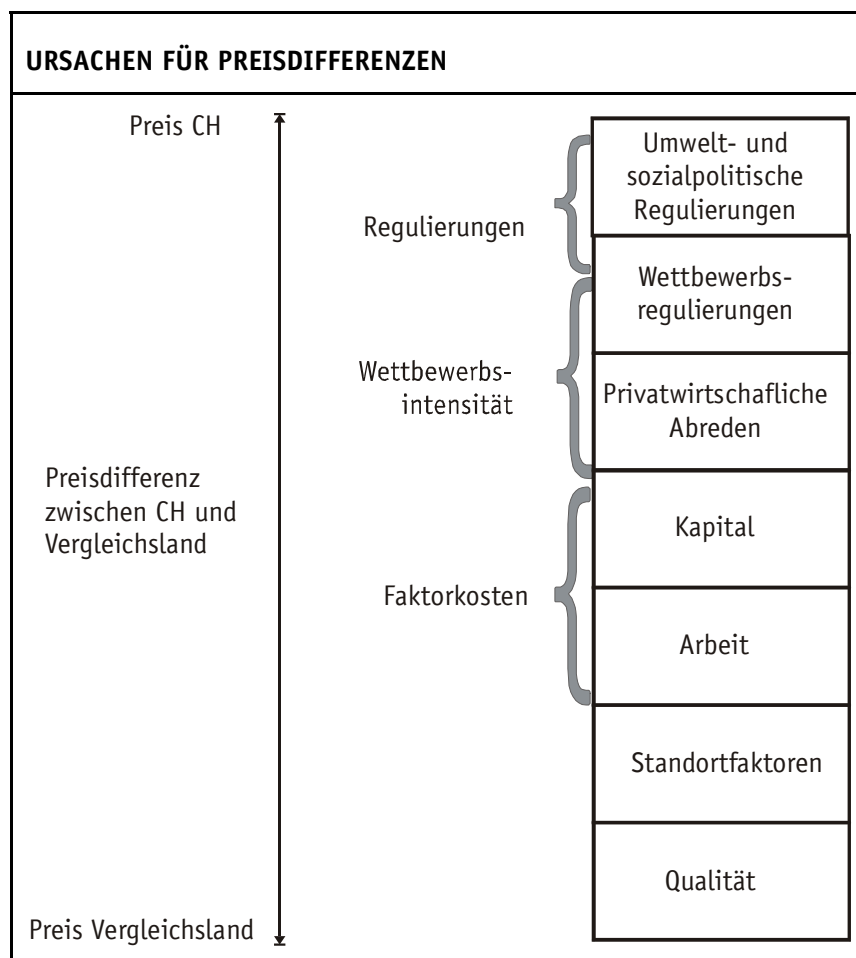 URSACHEN FÜR PREISDIFFERENZEN
Preis CH
Umwelt- und
sozialpolitische
Regulierungen
Regulierungen
Wettbewerbs-
regulierungen
Wettbewerbs-
intensität
Privatwirtschafliche
Abreden
Preisdifferenz
zwischen CH und
Vergleichsland
Kapital
Faktorkosten
Arbeit
Standortfaktoren
Qualität
Preis Vergleichsland